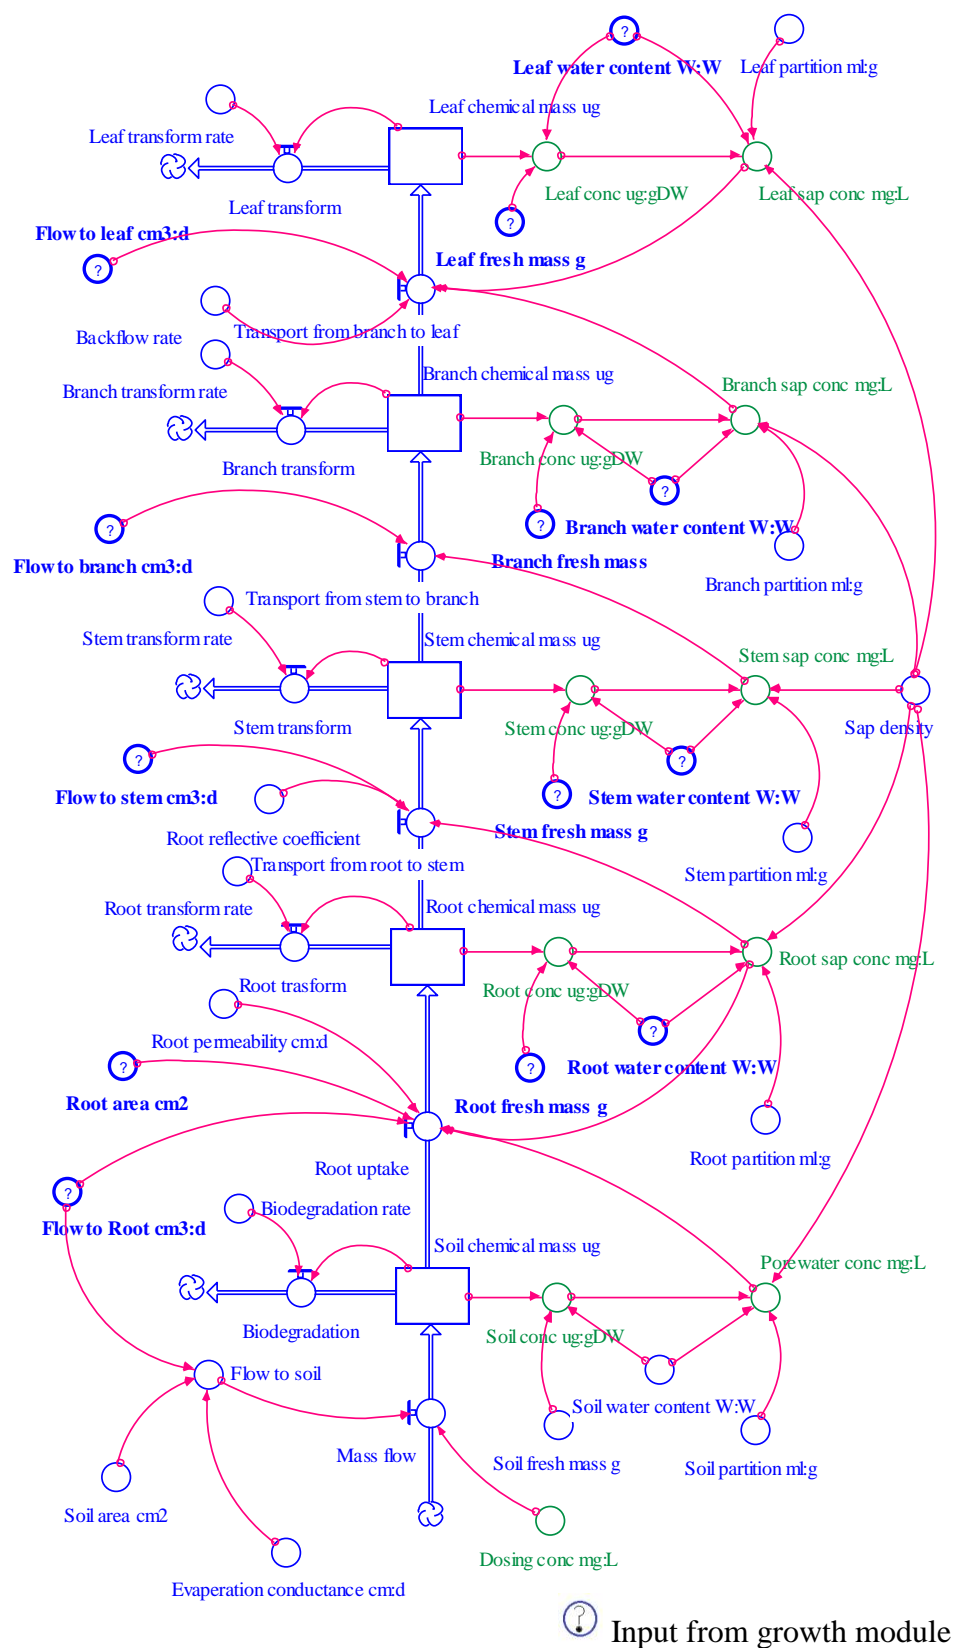 ?
Leaf water content W:W
Leaf partition ml:g
Leaf chemical mass ug
Leaf transform rate
Leaf conc ug:gDW
Leaf sap conc mg:L
Leaf transform
?
Flow to leaf cm3:d
Leaf fresh mass g
?
Transport from branch to leaf
Backflow rate
Branch chemical mass ug
Branch transform rate
Branch sap conc mg:L
Branch conc ug:gDW
Branch transform
?
?
?
Branch water content W:W
Flow to branch cm3:d
Branch fresh mass
Branch partition ml:g
Transport from stem to branch
Stem transform rate
Stem chemical mass ug
Stem sap conc mg:L
Stem transform
Stem conc ug:gDW
Sap density
?
?
?
Flow to stem cm3:d
Stem water content W:W
Root reflective coefficient
Stem fresh mass g
Transport from root to stem
Stem partition ml:g
Root transform rate
Root chemical mass ug
Root sap conc mg:L
Root trasform
Root conc ug:gDW
Root permeability cm:d
?
?
?
Root water content W:W
Root area cm2
Root fresh mass g
Root partition ml:g
Root uptake
?
Biodegradation rate
Flow to Root cm3:d
Soil chemical mass ug
Porewater conc mg:L
Biodegradation
Soil conc ug:gDW
Flow to soil
Soil water content W:W
Mass flow
Soil fresh mass g
Soil partition ml:g
Soil area cm2
Dosing conc mg:L
Evaperation conductance cm:d
? Input from growth module